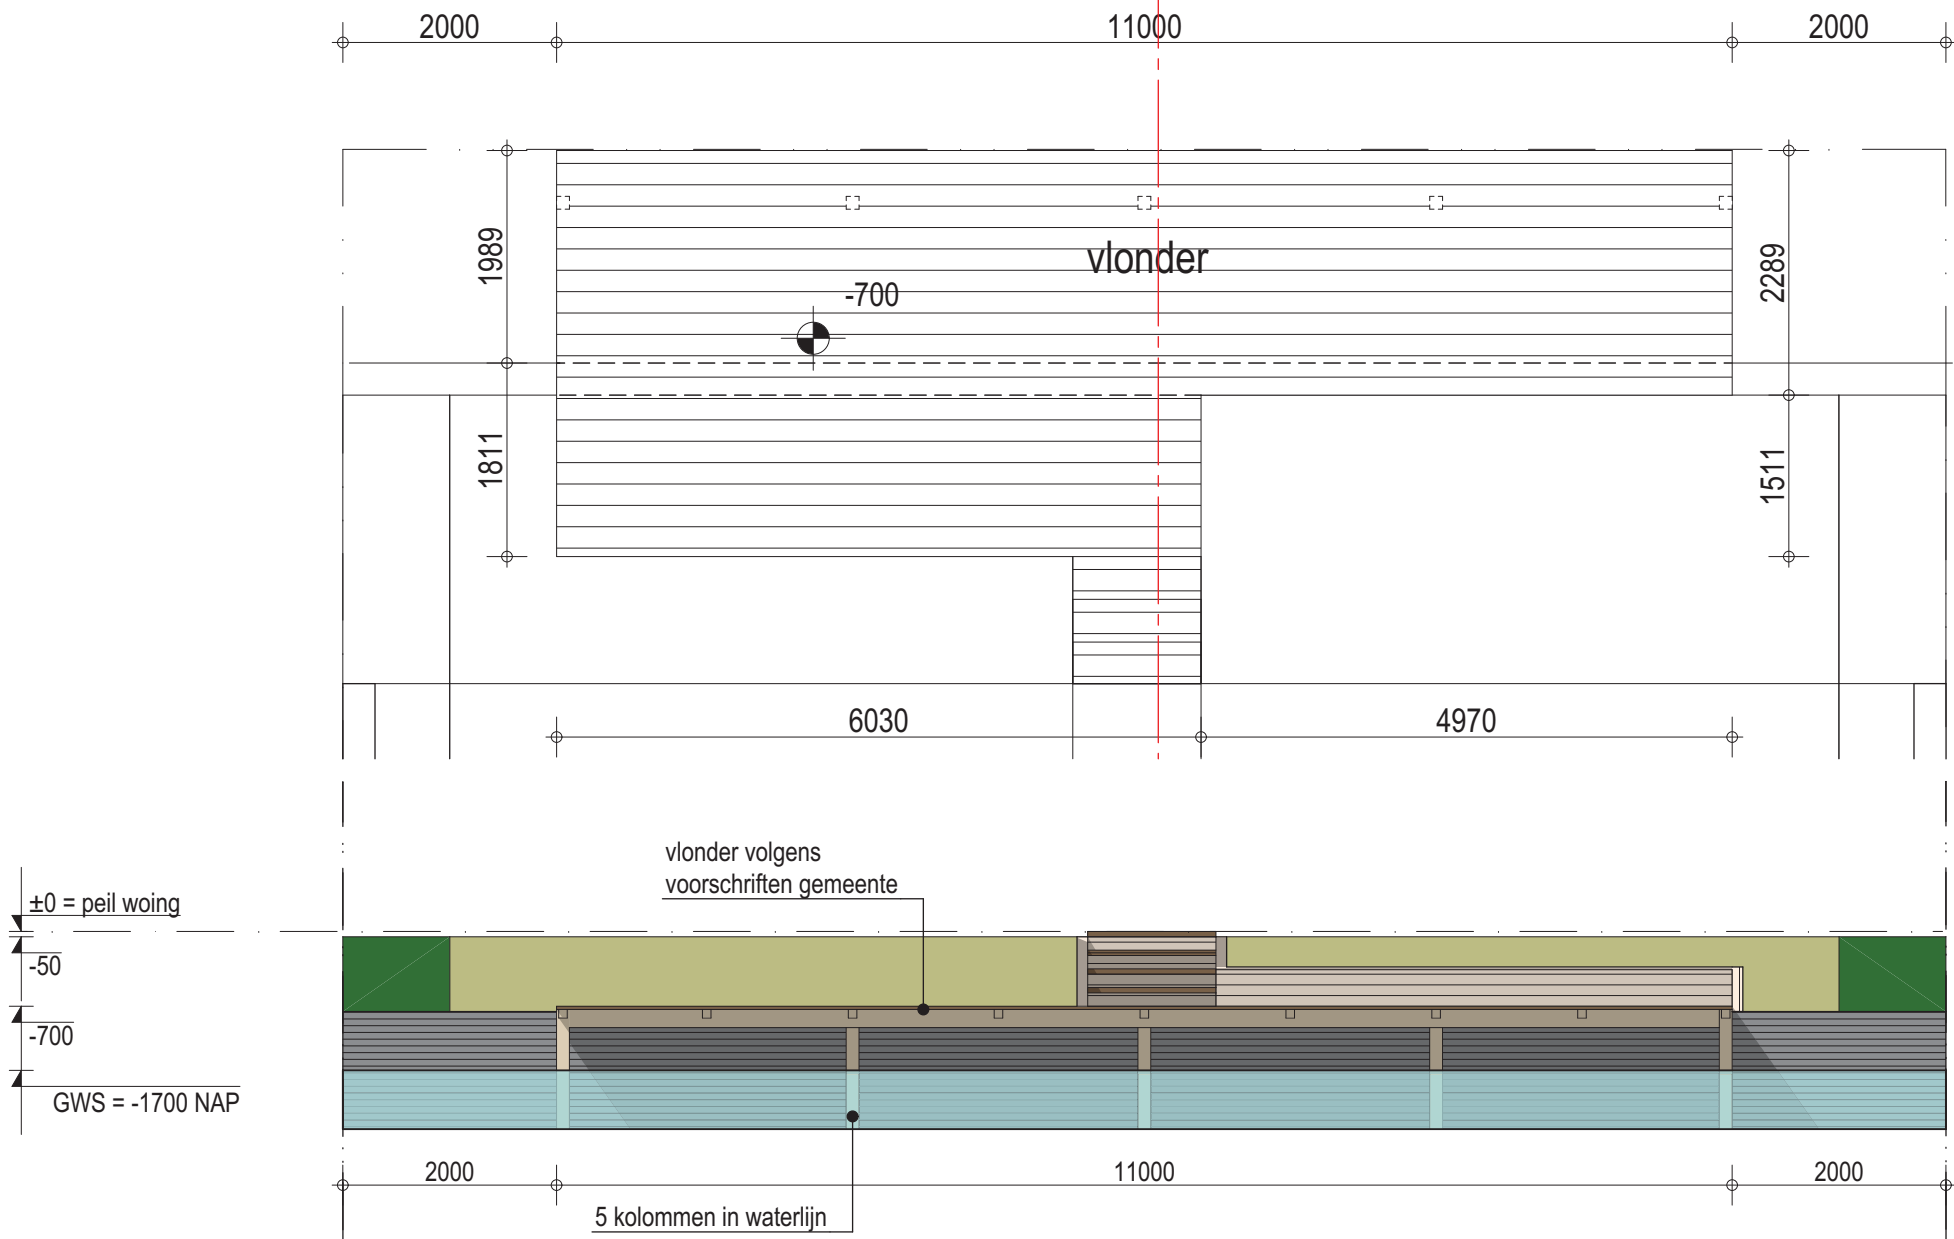 2000
11000
2000
1989
vlonder
2289
-700
1811
1511
6030
4970
vlonder volgens
voorschriften gemeente
±0 = peil woing
-50
-700
GWS = -1700 NAP
2000
11000
2000
5 kolommen in waterlijn